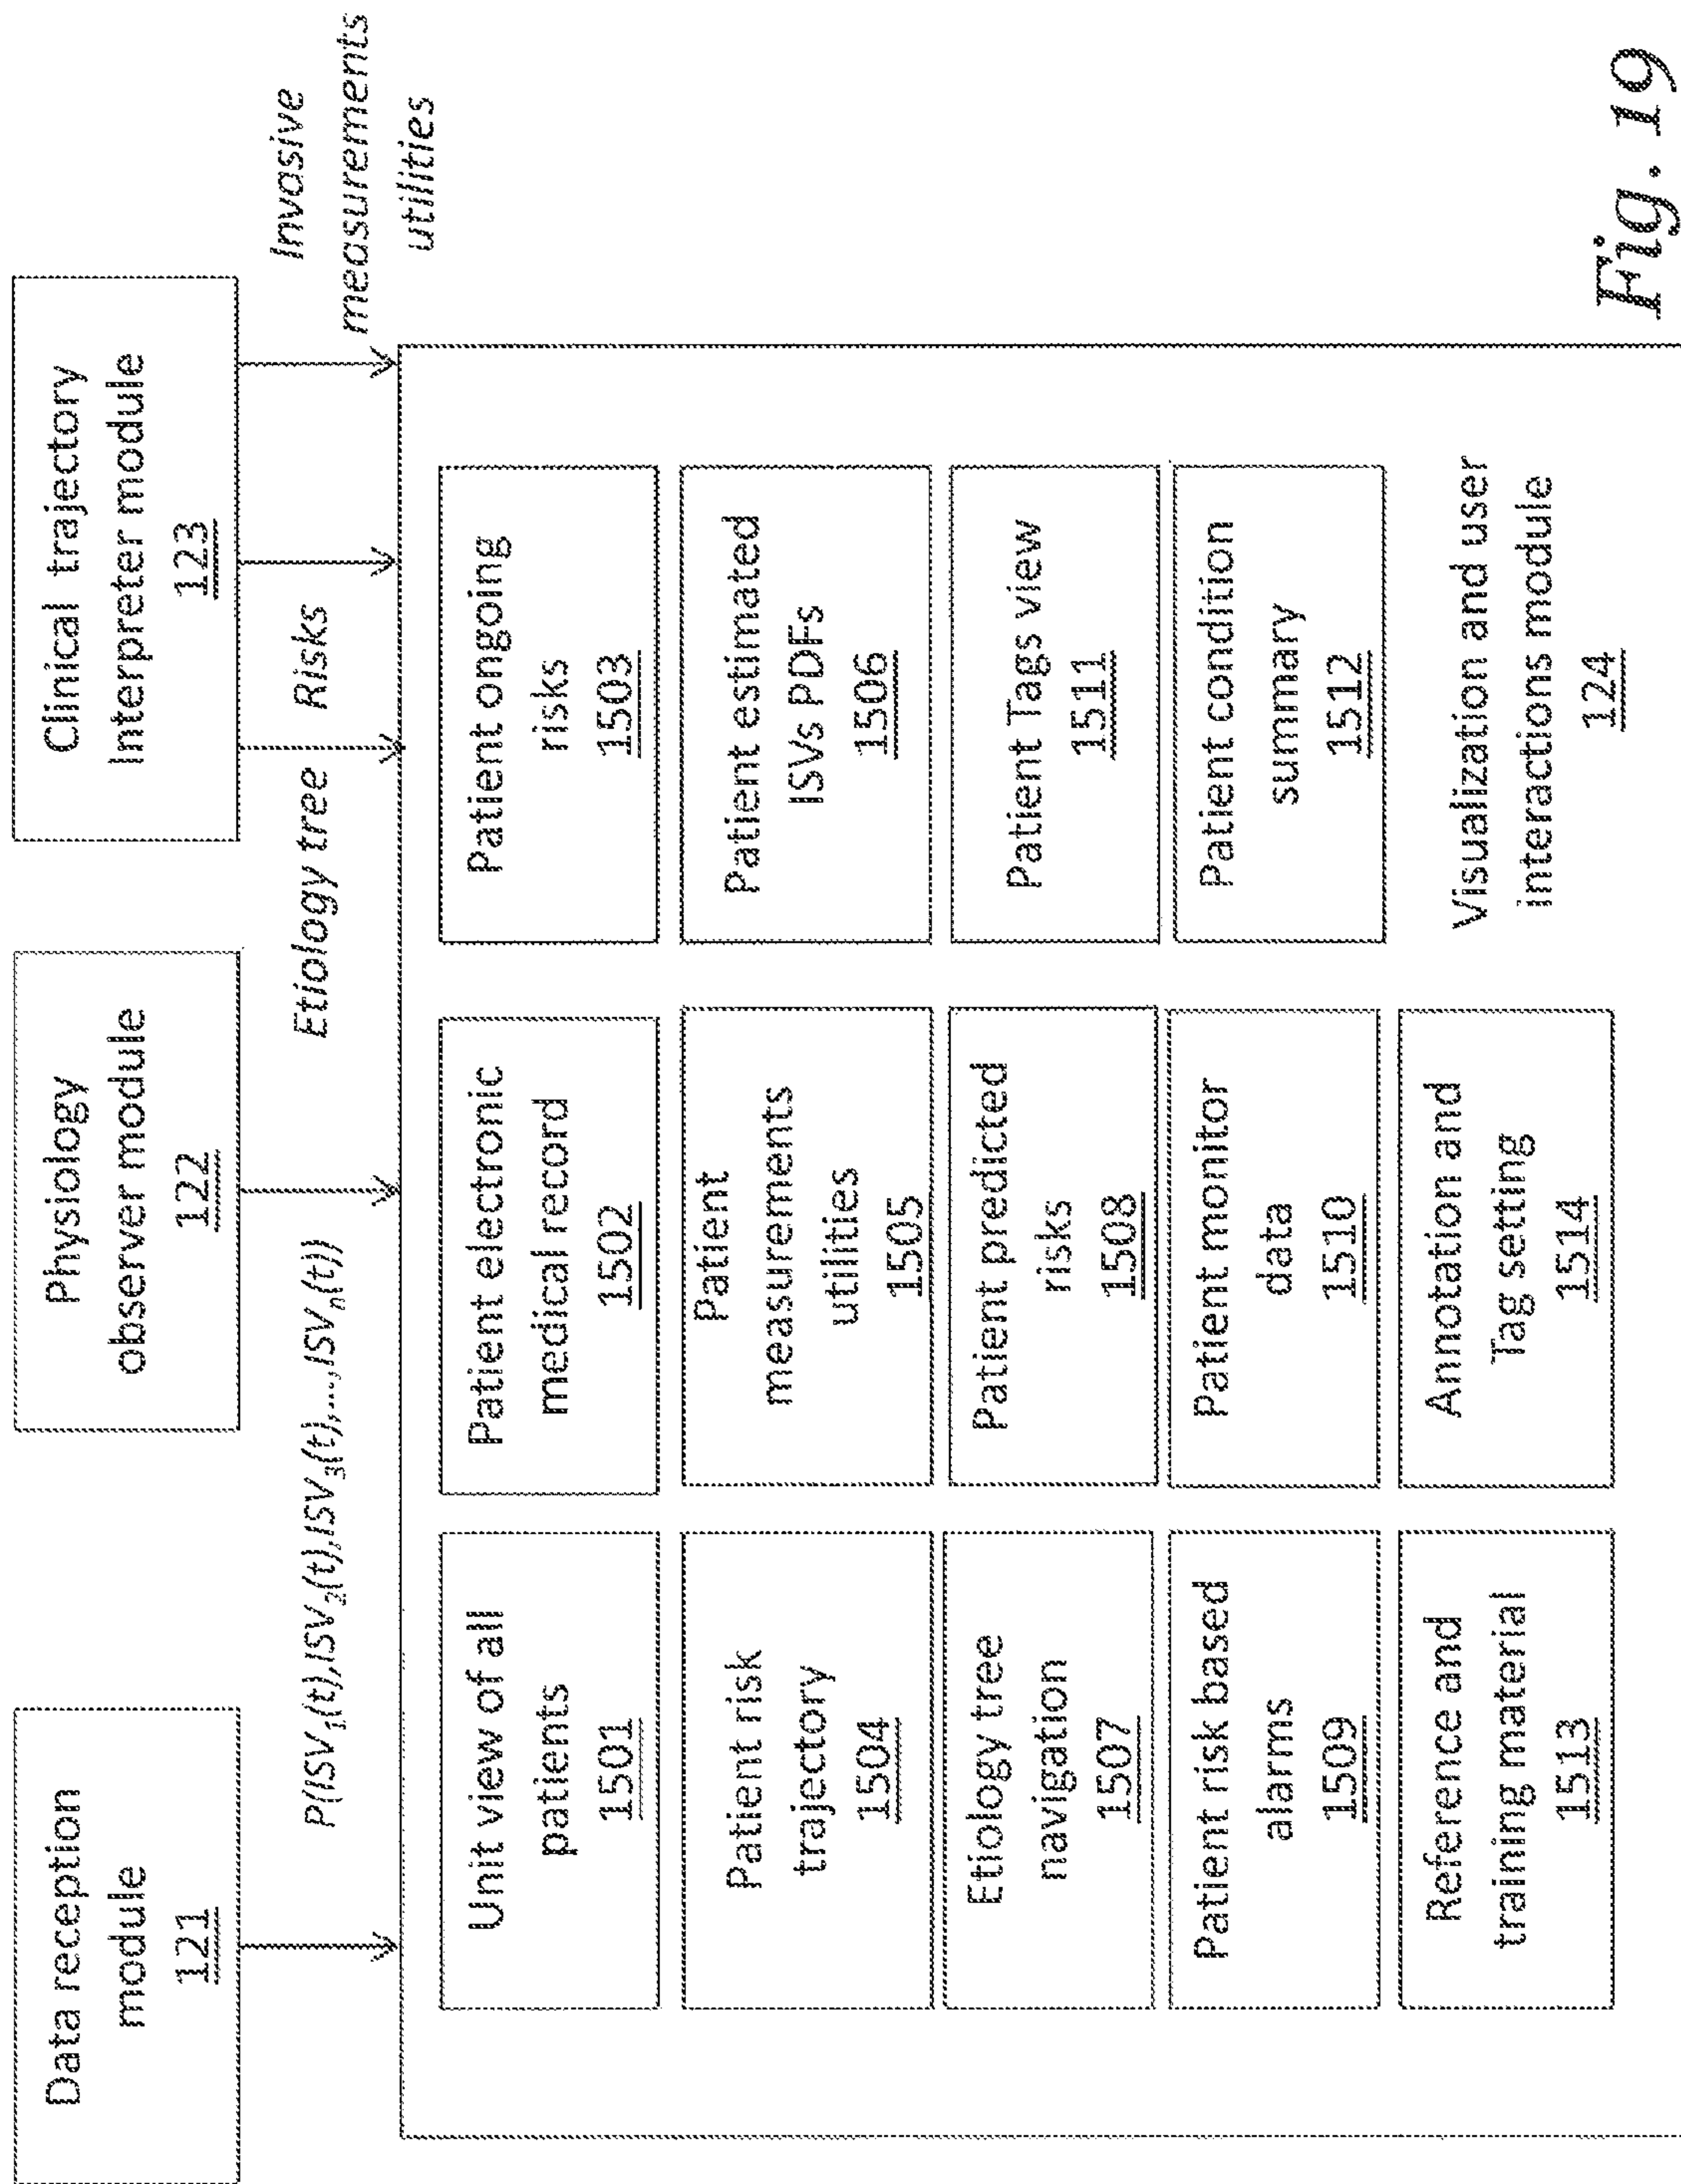 Data reception
module
121
Physiology
observer module
122
Clinical trajectory
Interpreter module
123
P(ISV₁(t),ISV₂(t),ISV₃(t),...,ISVₙ(t))
Etiology tree
Risks
Invasive
measurements
utilities
Unit view of all
patients
1501
Patient electronic
medical record
1502
Patient ongoing
risks
1503
Patient risk
trajectory
1504
Patient
measurements
utilities
1505
Patient estimated
ISVs PDFs
1506
Etiology tree
navigation
1507
Patient predicted
risks
1508
Patient Tags view
1511
Patient risk based
alarms
1509
Patient monitor
data
1510
Patient condition
summary
1512
Reference and
training material
1513
Annotation and
Tag setting
1514
Visualization and user
interactions module
124
Fig. 19